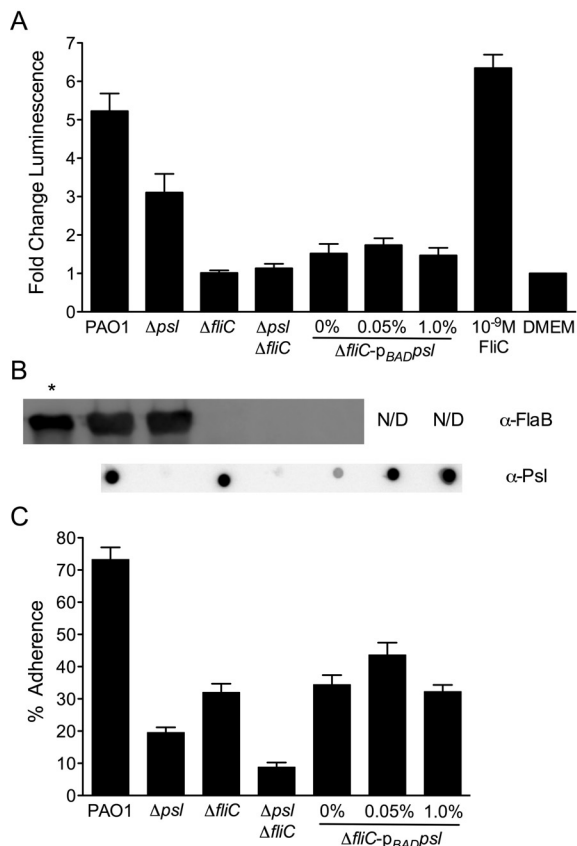 A
Fold Change Luminescence
7
6
5
4
3
2
1
0
PAO1 Δpsl ΔfliC Δpsl ΔfliC 0% 0.05% 1.0% 10⁻⁹M FliC DMEM
ΔfliC-pBADpsl
B
*
N/D N/D α-FlaB
α-Psl
C
% Adherence
80
70
60
50
40
30
20
10
0
PAO1 Δpsl ΔfliC Δpsl ΔfliC 0% 0.05% 1.0%
ΔfliC-pBADpsl